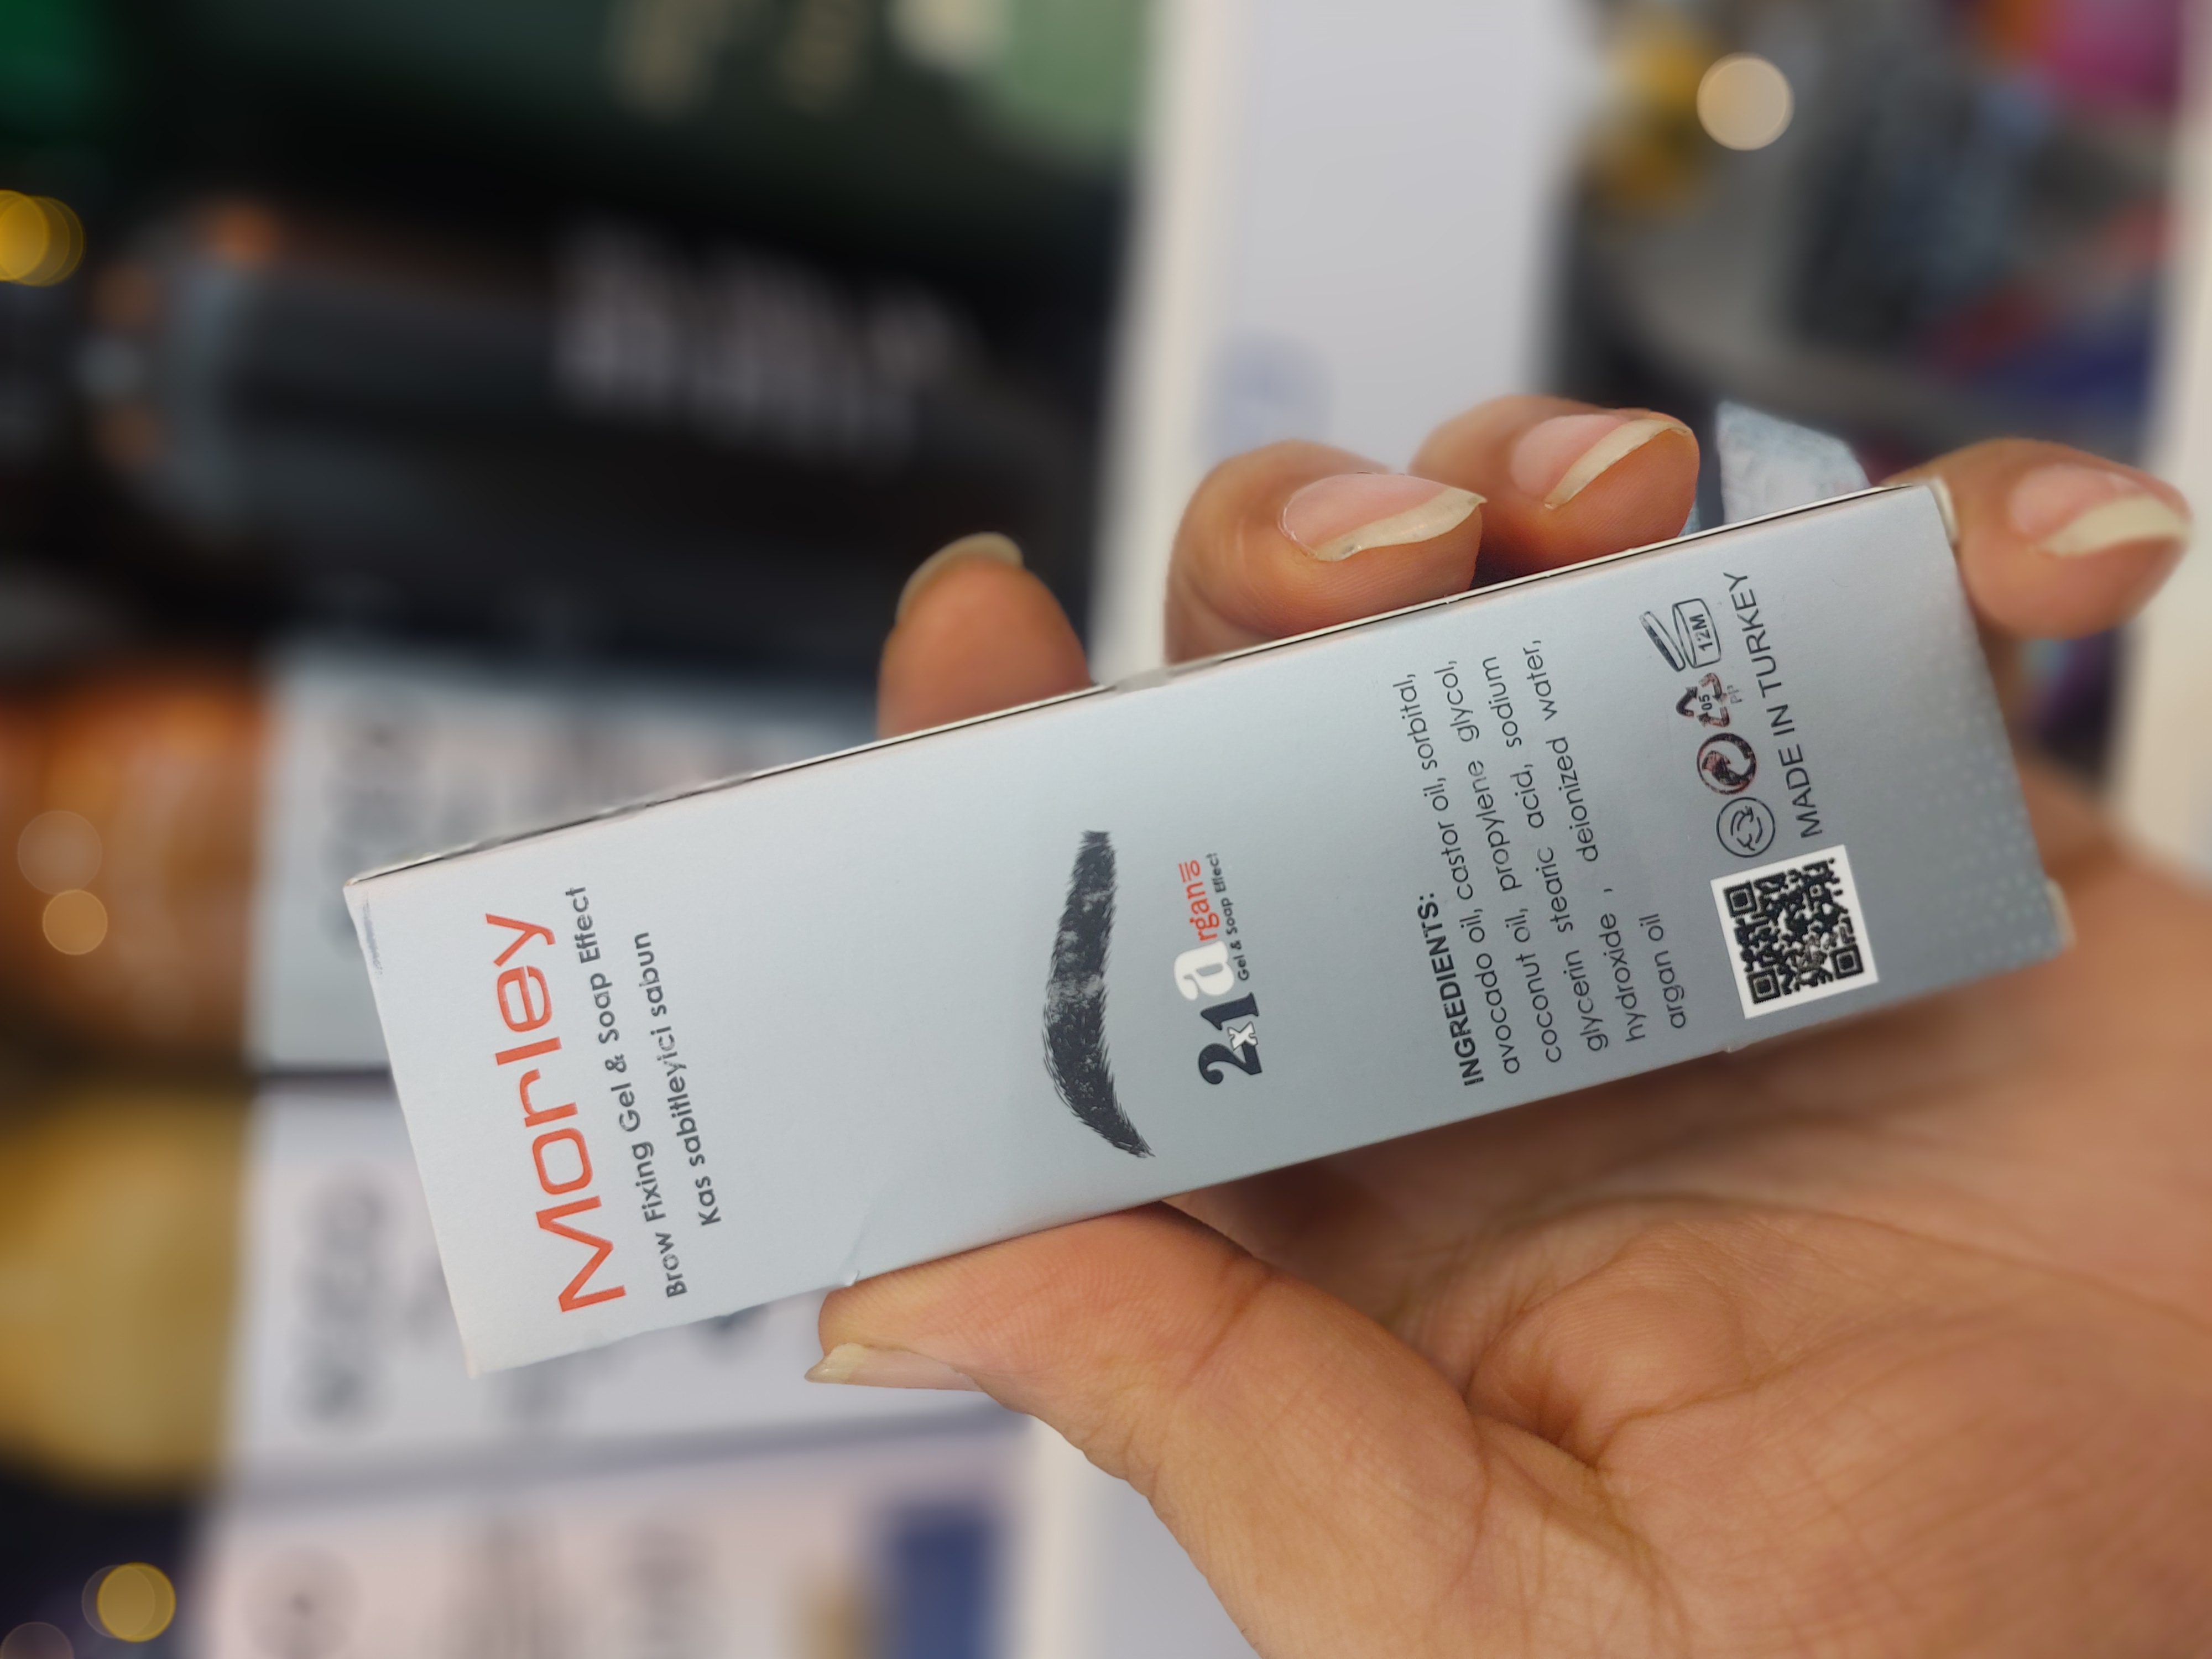 Morley
Brow Fixing Gel & Soap Effect
Kas sabitleyici sabun
2x1 argan
Gel & Soap Effect
INGREDIENTS:
avocado oil, castor oil, sorbital,
coconut oil, propylene glycol,
glycerin stearic acid, sodium
hydroxide , deionized water,
argan oil
05
PP
12M
MADE IN TURKEY